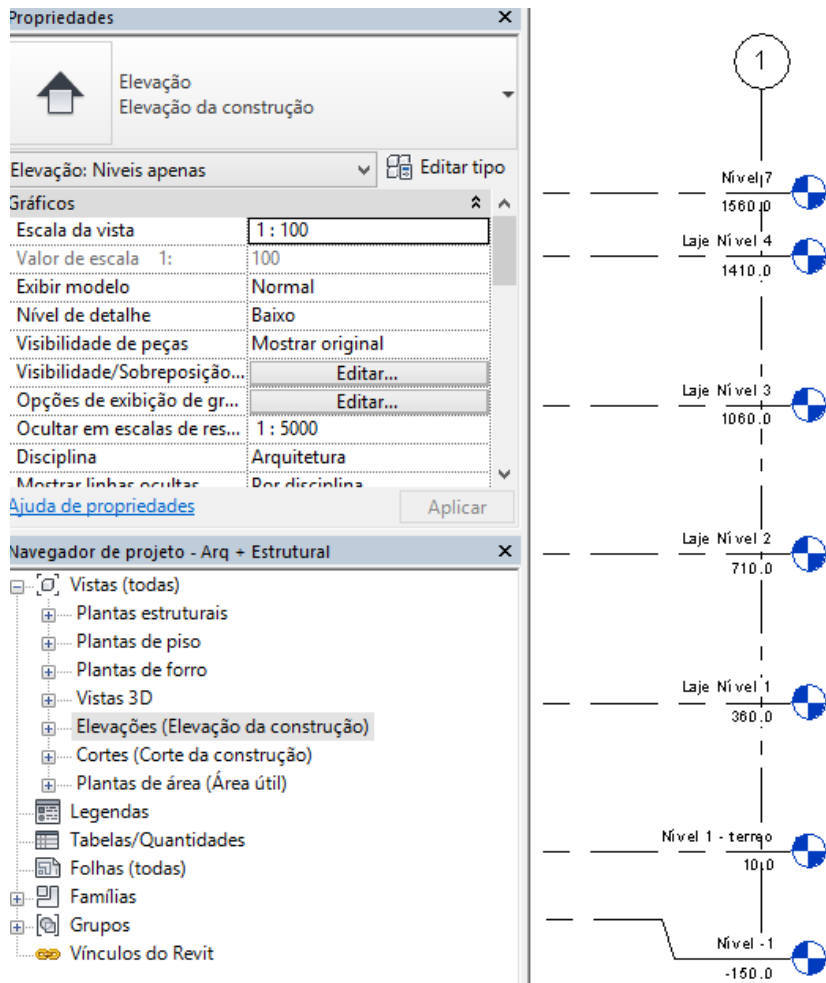 Propriedades
Elevação
Elevação da construção
Elevação: Niveis apenas
Editar tipo
Gráficos
Escala da vista
1 : 100
Valor de escala 1:
100
Exibir modelo
Normal
Nível de detalhe
Baixo
Visibilidade de peças
Mostrar original
Visibilidade/Sobreposição...
Editar...
Opções de exibição de gr...
Editar...
Ocultar em escalas de res...
1 : 5000
Disciplina
Arquitetura
Mostrar linhas ocultas
Por disciplina
Ajuda de propriedades
Aplicar
Navegador de projeto - Arq + Estrutural
Vistas (todas)
Plantas estruturais
Plantas de piso
Plantas de forro
Vistas 3D
Elevações (Elevação da construção)
Cortes (Corte da construção)
Plantas de área (Área útil)
Legendas
Tabelas/Quantidades
Folhas (todas)
Famílias
Grupos
Vínculos do Revit
1
Nível 7
1560.0
Laje Nível 4
1410.0
Laje Nível 3
1060.0
Laje Nível 2
710.0
Laje Nível 1
360.0
Nível 1 - terreo
10.0
Nível -1
-150.0